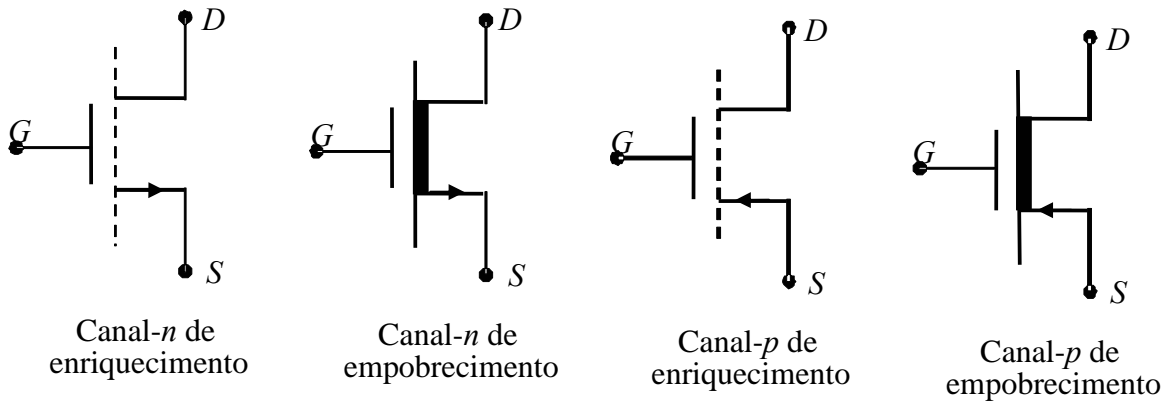 D
G
S
Canal-n de
enriquecimento
D
G
S
Canal-n de
empobrecimento
D
G
S
Canal-p de
enriquecimento
D
G
S
Canal-p de
empobrecimento